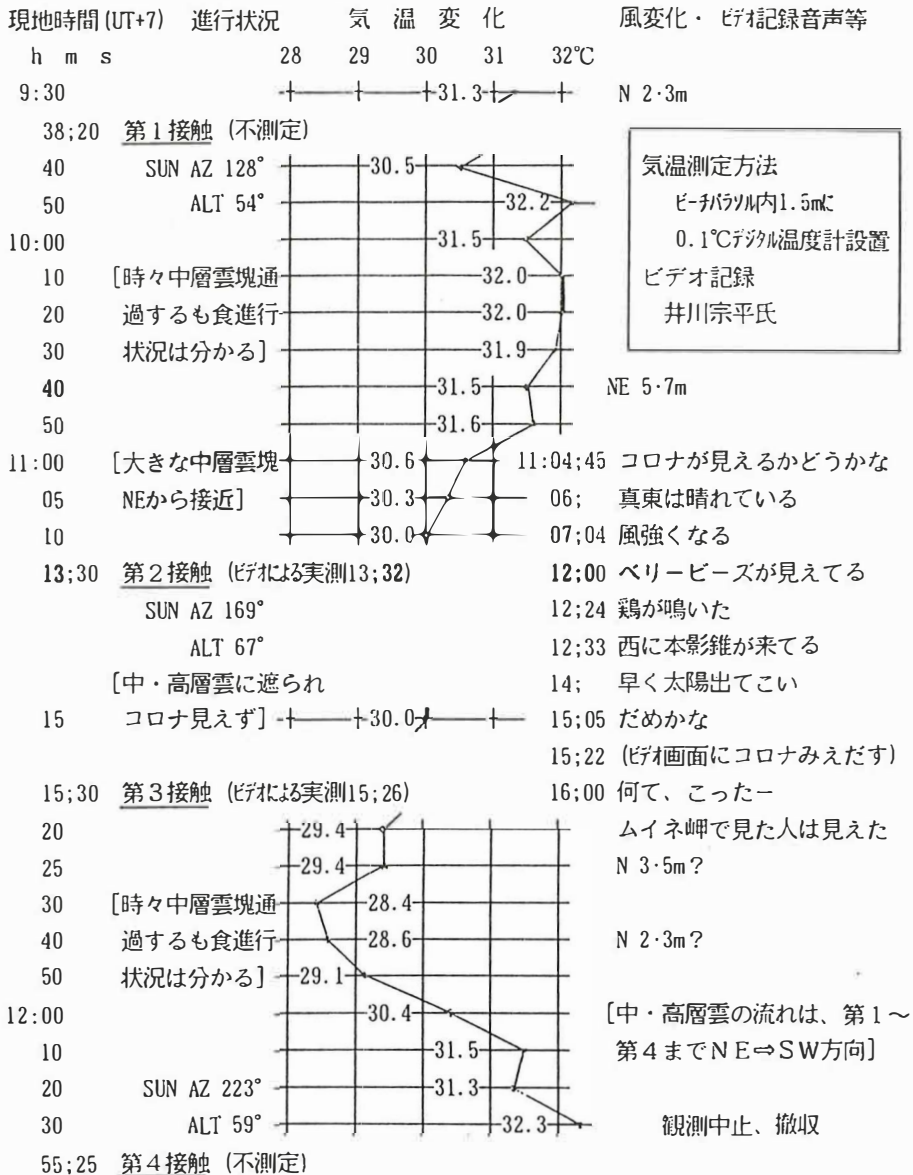 現地時間(UT+7) 進行状況 気温変化 風変化・ビデオ記録音声等
h m s 28 29 30 31 32℃
9:30 31.3 N 2·3m
38;20 第1接触 (不測定)
40 SUN AZ 128° 30.5 気温測定方法
50 ALT 54° 32.2 ビーチパラソル内1.5mに
10:00 31.5 0.1℃デジタル温度計設置
10 [時々中層雲塊通 32.0 ビデオ記録
20 過するも食進行 32.0 井川宗平氏
30 状況は分かる] 31.9
40 31.5 NE 5·7m
50 31.6
11:00 [大きな中層雲塊 30.6 11:04;45 コロナが見えるかどうかな
05 NEから接近] 30.3 06; 真東は晴れている
10 30.0 07;04 風強くなる
13;30 第2接触 (ビデオによる実測13;32) 12;00 ベリービーズが見えてる
SUN AZ 169° 12;24 鶏が鳴いた
ALT 67° 12;33 西に本影錐が来てる
[中・高層雲に遮られ 14; 早く太陽出てこい
15 コロナ見えず] 30.0 15;05 だめかな
15;22 (ビデオ画面にコロナみえだす)
15;30 第3接触 (ビデオによる実測15;26) 16;00 何て、こったー
20 29.4 ムイネ岬で見た人は見えた
25 29.4 N 3·5m?
30 [時々中層雲塊通 28.4
40 過するも食進行 28.6 N 2·3m?
50 状況は分かる] 29.1
12:00 30.4 [中・高層雲の流れは、第1～
10 31.5 第4までNE⇒SW方向]
20 SUN AZ 223° 31.3
30 ALT 59° 32.3 観測中止、撤収
55;25 第4接触 (不測定)